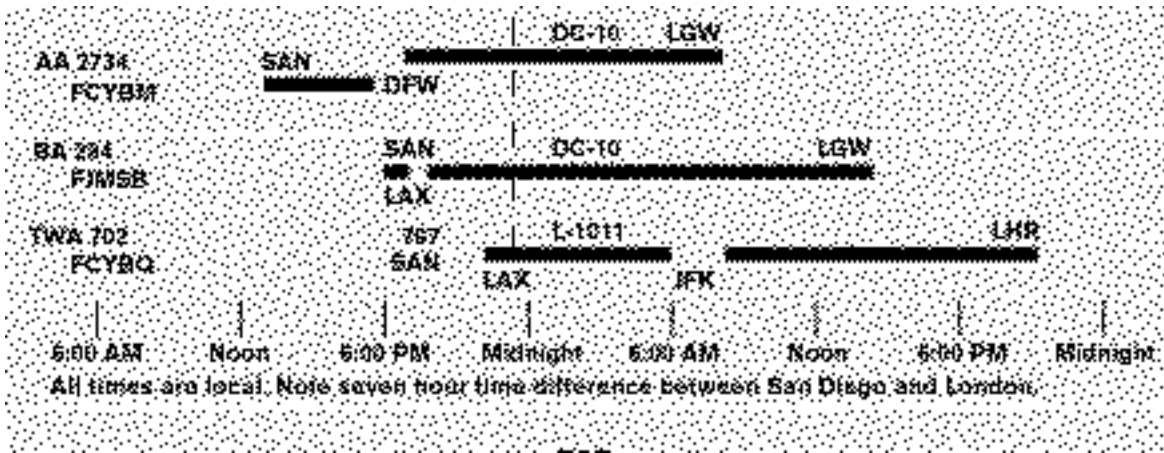 DC-10 LGW
AA 2734 SAN
FCYBM DFW
BA 284 SAN DC-10 LGW
FJMSB
LAX
TWA 702 767 L-1011 LHR
FCYBQ SAN
LAX JFK
6:00 AM Noon 6:00 PM Midnight 6:00 AM Noon 6:00 PM Midnight
All times are local. Note seven hour time difference between San Diego and London.